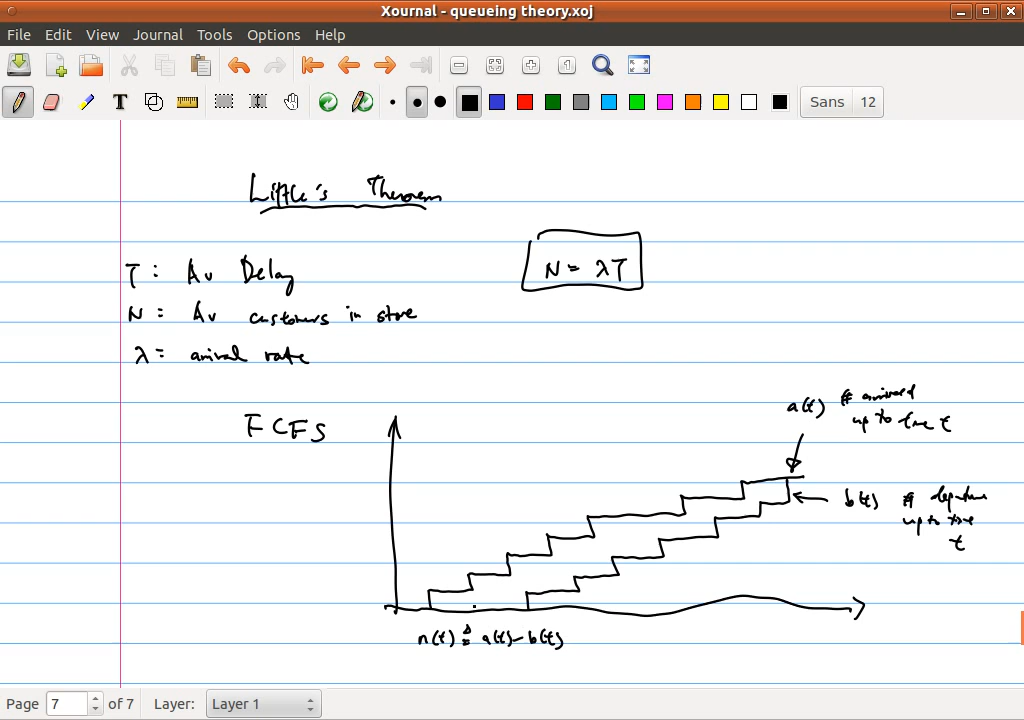 Xournal - queueing theory.xoj
File Edit View Journal Tools Options Help
Sans 12
Little's Theorem
T : Av Delay
N = λT
N = Av customers in store
λ = arrival rate
FCFS
a(t) # arrived
up to time t
b(t) # departure
up to time
t
n(t) ≜ a(t) - b(t)
Page 7 of 7 Layer: Layer 1